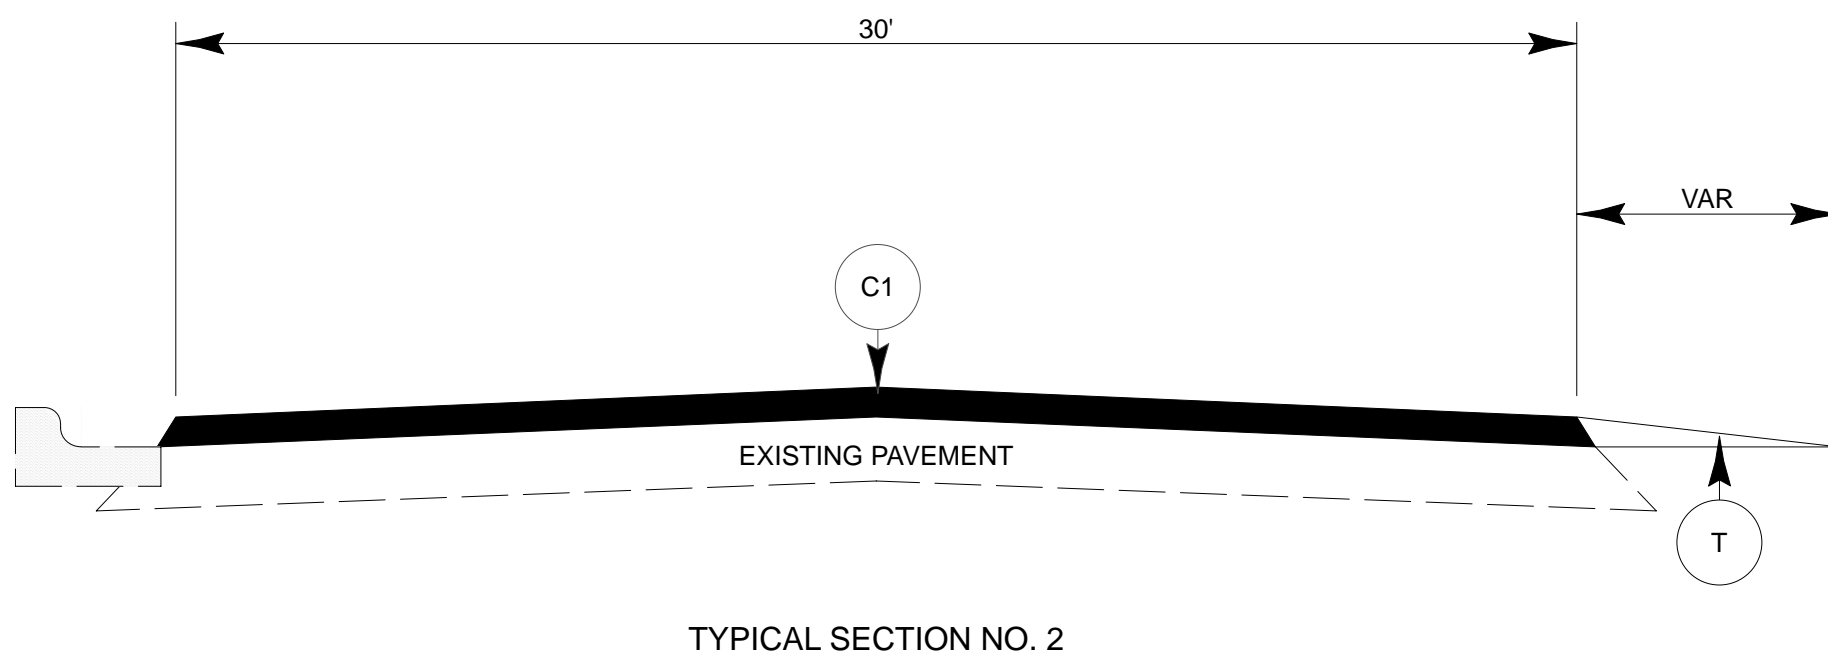 30'
VAR
C1
EXISTING PAVEMENT
T
TYPICAL SECTION NO. 2